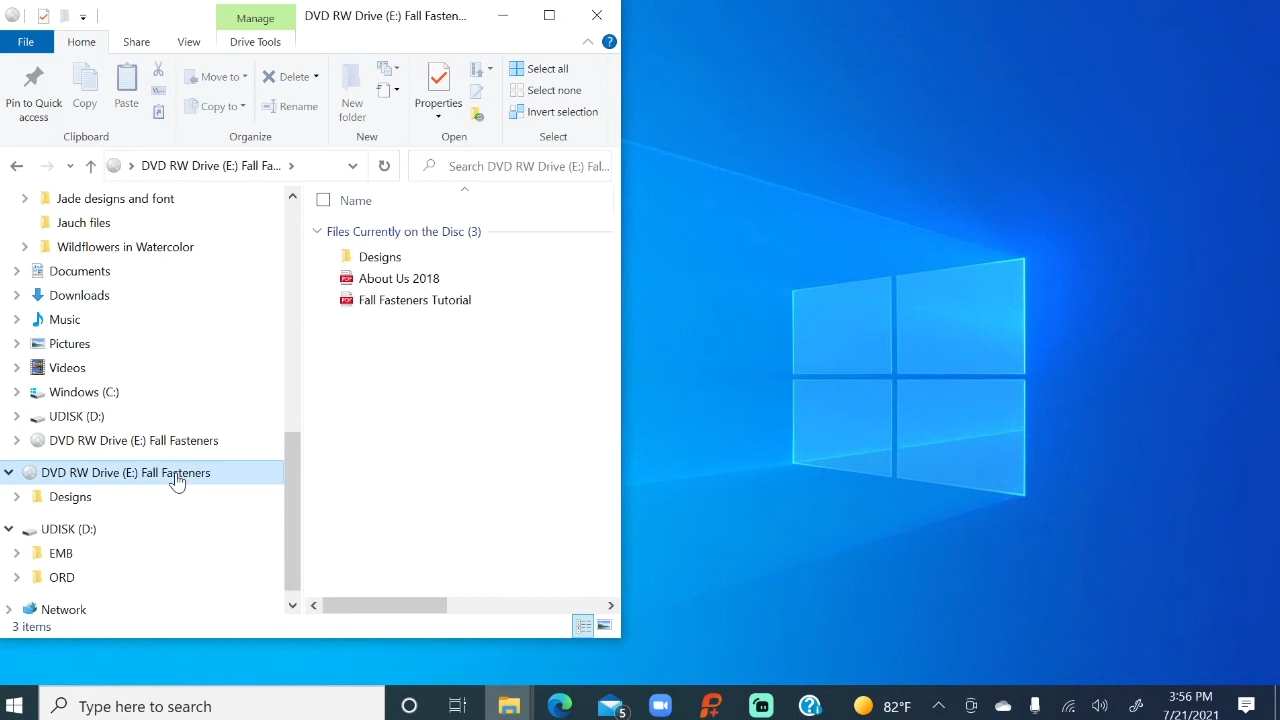 Manage
DVD RW Drive (E:) Fall Fasten...
File
Home
Share
View
Drive Tools
Pin to Quick access
Copy
Paste
Move to
Copy to
Delete
Rename
New folder
Properties
Select all
Select none
Invert selection
Clipboard
Organize
New
Open
Select
DVD RW Drive (E:) Fall Fa...
Search DVD RW Drive (E:) Fal...
Jade designs and font
Jauch files
Wildflowers in Watercolor
Documents
Downloads
Music
Pictures
Videos
Windows (C:)
UDISK (D:)
DVD RW Drive (E:) Fall Fasteners
DVD RW Drive (E:) Fall Fasteners
Designs
UDISK (D:)
EMB
ORD
Network
3 items
Name
Files Currently on the Disc (3)
Designs
PDF About Us 2018
PDF Fall Fasteners Tutorial
Type here to search
5
82°F
3:56 PM
7/21/2021